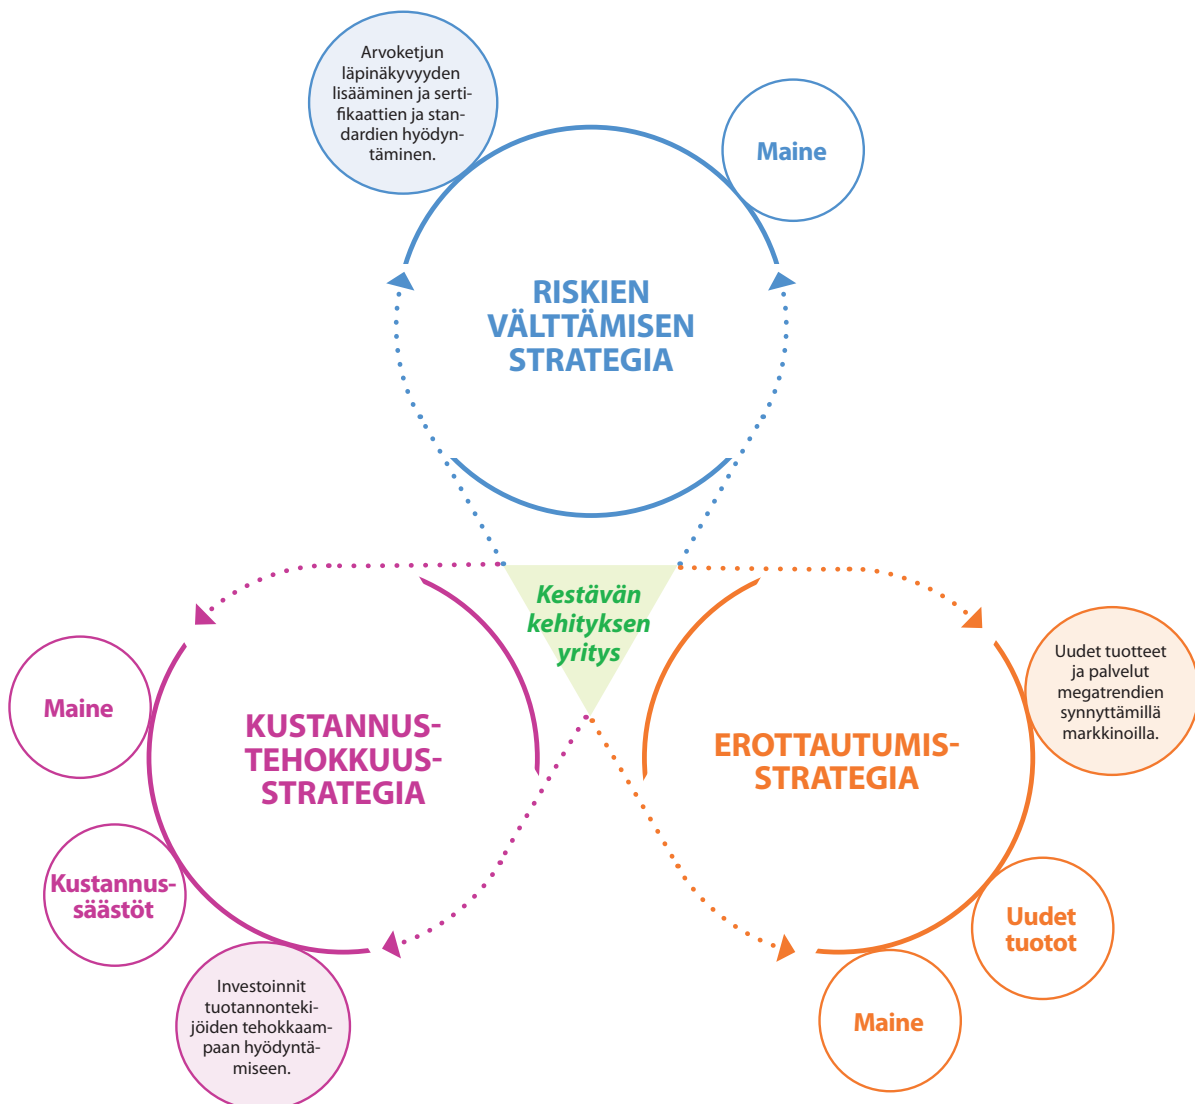 Arvoketjun
läpinäkyvyyden
lisääminen ja serti-
fikaattien ja stan-
dardien hyödyn-
täminen.
Maine
RISKIEN
VÄLTTÄMISEN
STRATEGIA
Kestävän
kehityksen
yritys
Maine
KUSTANNUS-
TEHOKKUUS-
STRATEGIA
Kustannus-
säästöt
Investoinnit
tuotannonteki-
jöiden tehokkaam-
paan hyödyntä-
miseen.
EROTTAUTUMIS-
STRATEGIA
Uudet tuotteet
ja palvelut
megatrendien
synnyttämillä
markkinoilla.
Uudet
tuotot
Maine